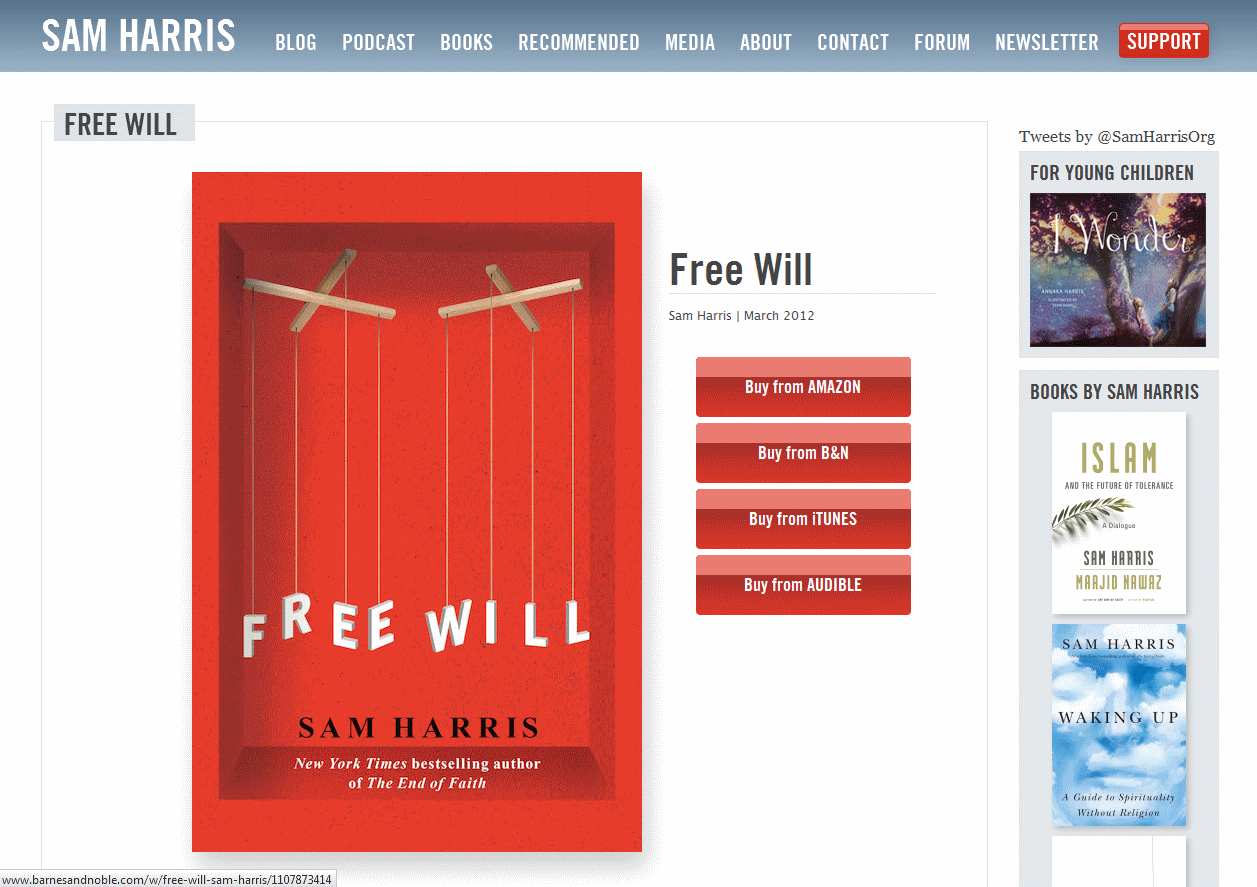 SAM HARRIS
BLOG PODCAST BOOKS RECOMMENDED MEDIA ABOUT CONTACT FORUM NEWSLETTER SUPPORT
FREE WILL
FREE WILL
SAM HARRIS
New York Times bestselling author
of The End of Faith
Free Will
Sam Harris | March 2012
Buy from AMAZON
Buy from B&N
Buy from iTUNES
Buy from AUDIBLE
Tweets by @SamHarrisOrg
FOR YOUNG CHILDREN
I Wonder
ANNAKA HARRIS
BOOKS BY SAM HARRIS
ISLAM
AND THE FUTURE OF TOLERANCE
A Dialogue
SAM HARRIS
MAAJID NAWAZ
SAM HARRIS
WAKING UP
A Guide to Spirituality
Without Religion
www.barnesandnoble.com/w/free-will-sam-harris/1107873414